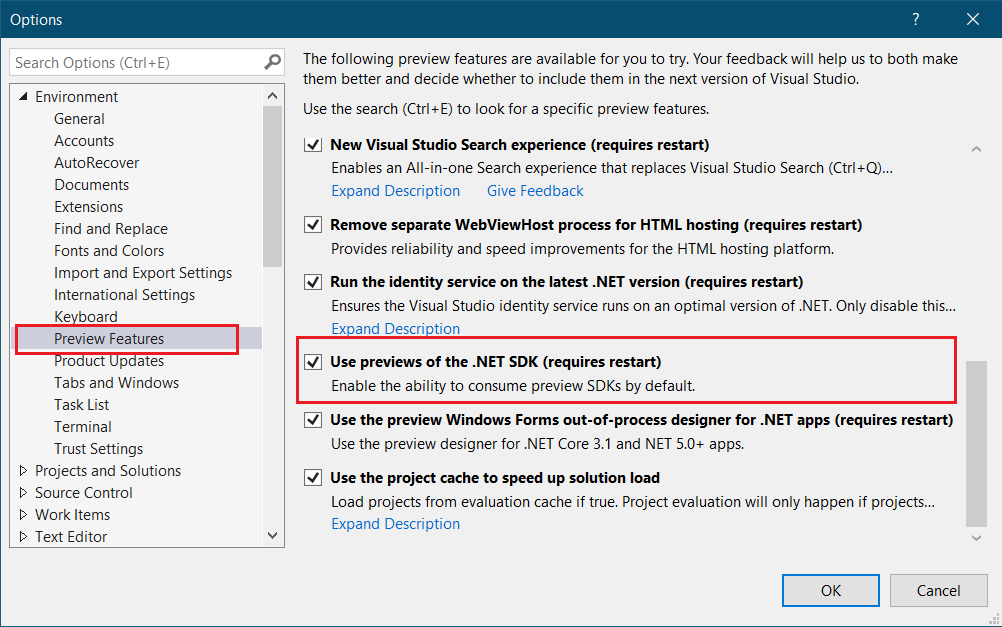 Options
?
Search Options (Ctrl+E)
Environment
General
Accounts
AutoRecover
Documents
Extensions
Find and Replace
Fonts and Colors
Import and Export Settings
International Settings
Keyboard
Preview Features
Product Updates
Tabs and Windows
Task List
Terminal
Trust Settings
Projects and Solutions
Source Control
Work Items
Text Editor
The following preview features are available for you to try. Your feedback will help us to both make
them better and decide whether to include them in the next version of Visual Studio.
Use the search (Ctrl+E) to look for a specific preview features.
New Visual Studio Search experience (requires restart)
Enables an All-in-one Search experience that replaces Visual Studio Search (Ctrl+Q)...
Expand Description Give Feedback
Remove separate WebViewHost process for HTML hosting (requires restart)
Provides reliability and speed improvements for the HTML hosting platform.
Run the identity service on the latest .NET version (requires restart)
Ensures the Visual Studio identity service runs on an optimal version of .NET. Only disable this...
Expand Description
Use previews of the .NET SDK (requires restart)
Enable the ability to consume preview SDKs by default.
Use the preview Windows Forms out-of-process designer for .NET apps (requires restart)
Use the preview designer for .NET Core 3.1 and NET 5.0+ apps.
Use the project cache to speed up solution load
Load projects from evaluation cache if true. Project evaluation will only happen if projects...
Expand Description
OK
Cancel